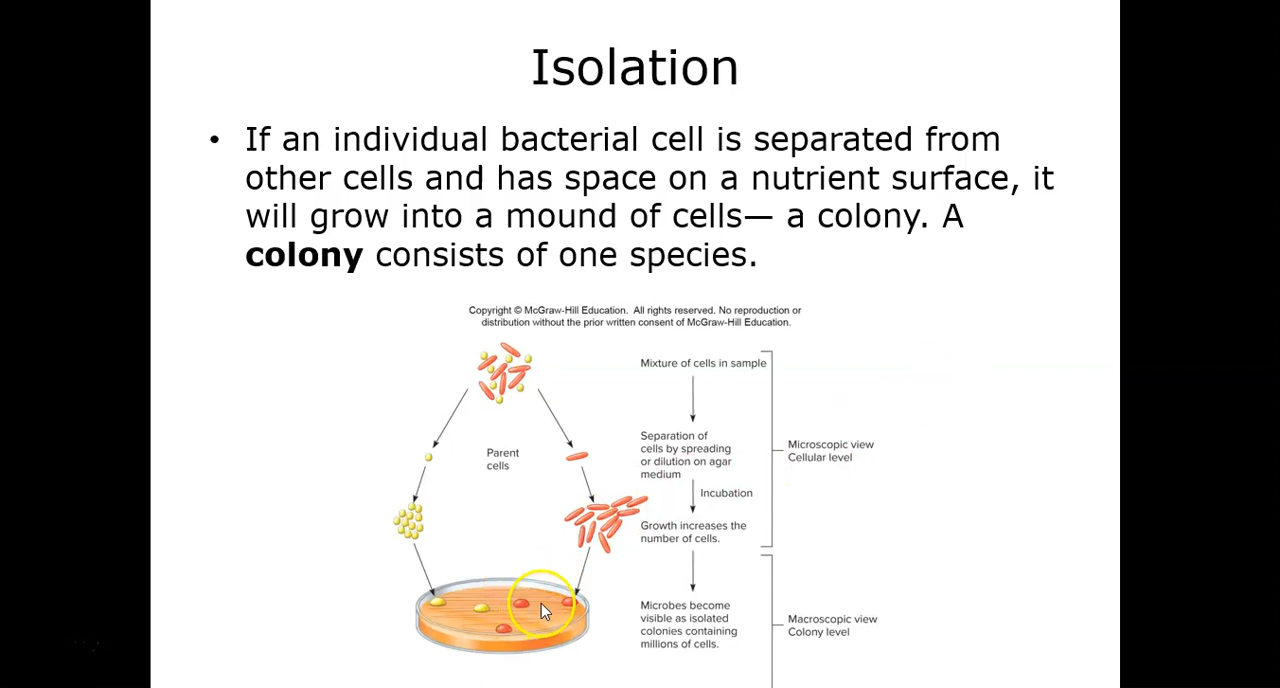 Isolation
• If an individual bacterial cell is separated from
other cells and has space on a nutrient surface, it
will grow into a mound of cells— a colony. A
colony consists of one species.
Copyright © McGraw-Hill Education. All rights reserved. No reproduction or
distribution without the prior written consent of McGraw-Hill Education.
Mixture of cells in sample
Parent
cells
Separation of
cells by spreading
or dilution on agar
medium
Incubation
Growth increases the
number of cells.
Microscopic view
Cellular level
Microbes become
visible as isolated
colonies containing
millions of cells.
Macroscopic view
Colony level